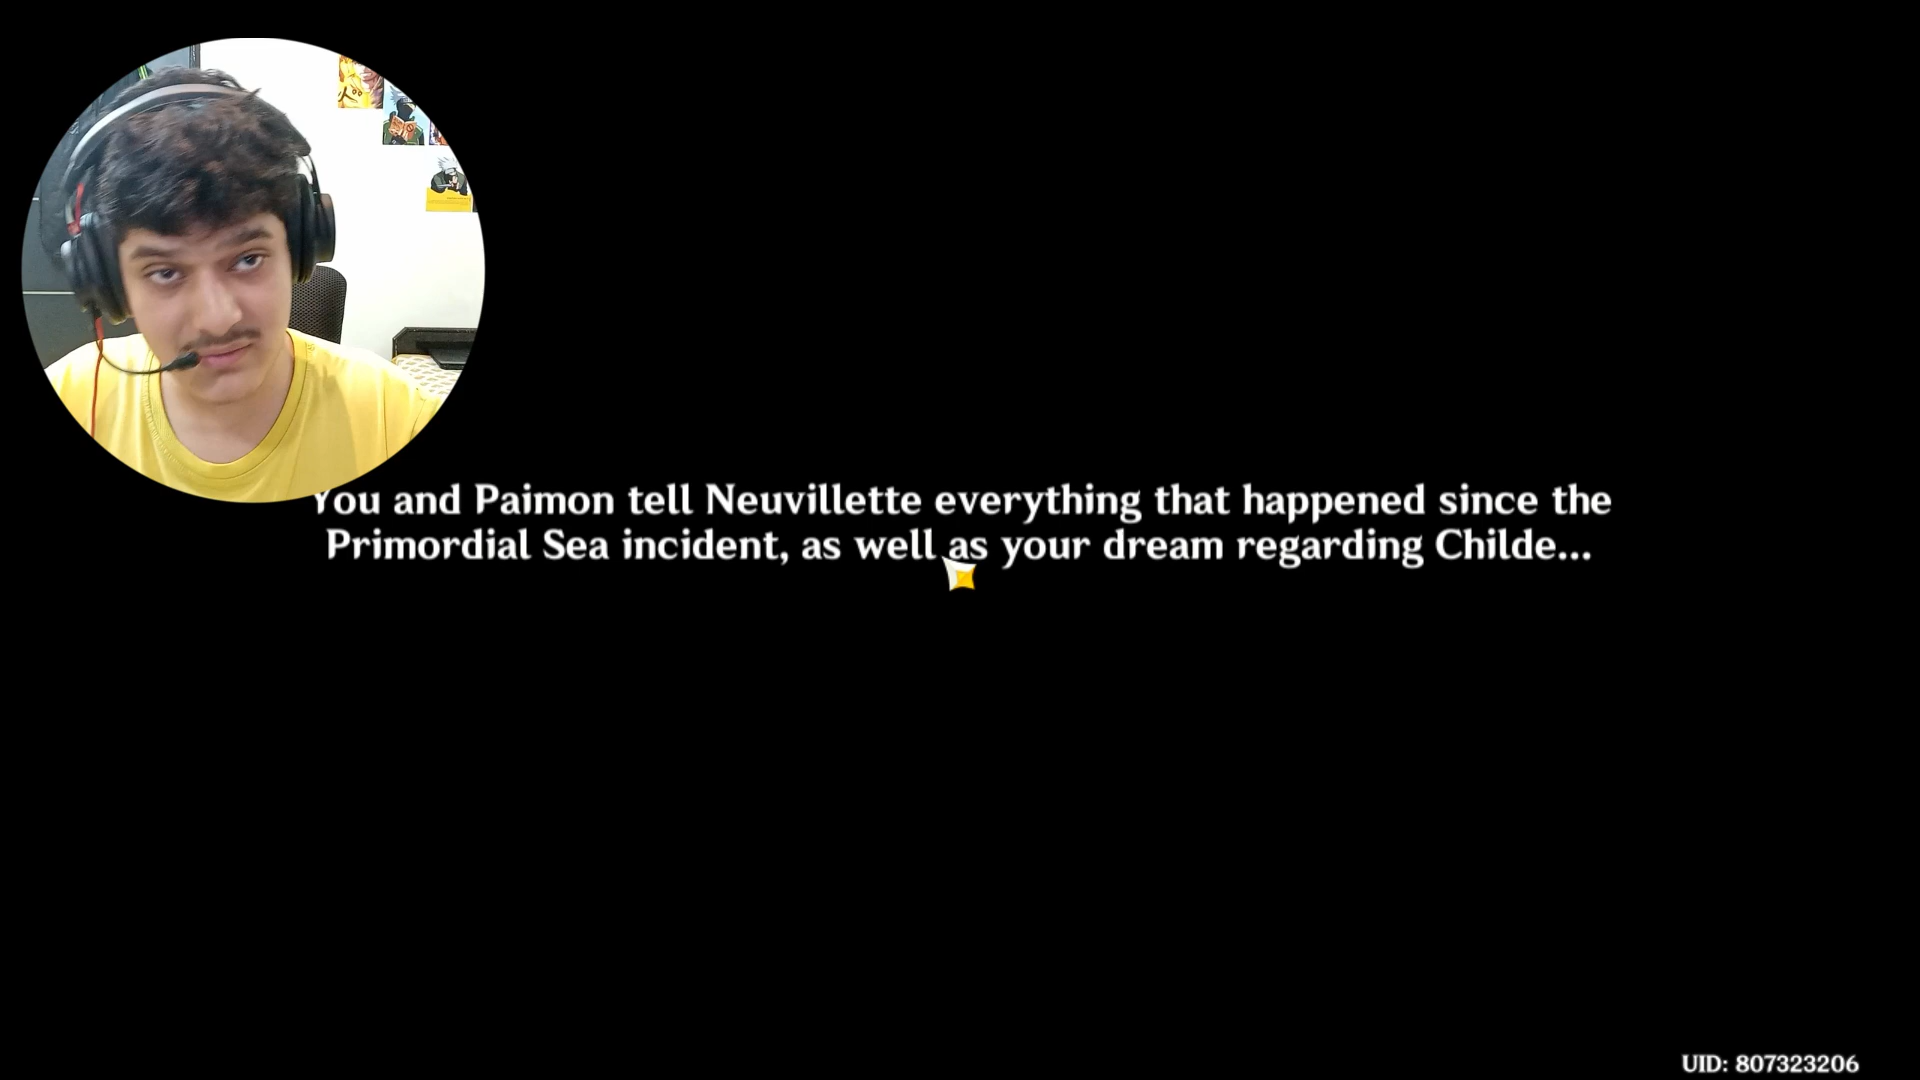 You and Paimon tell Neuvillette everything that happened since the
Primordial Sea incident, as well as your dream regarding Childe...
UID: 807323206